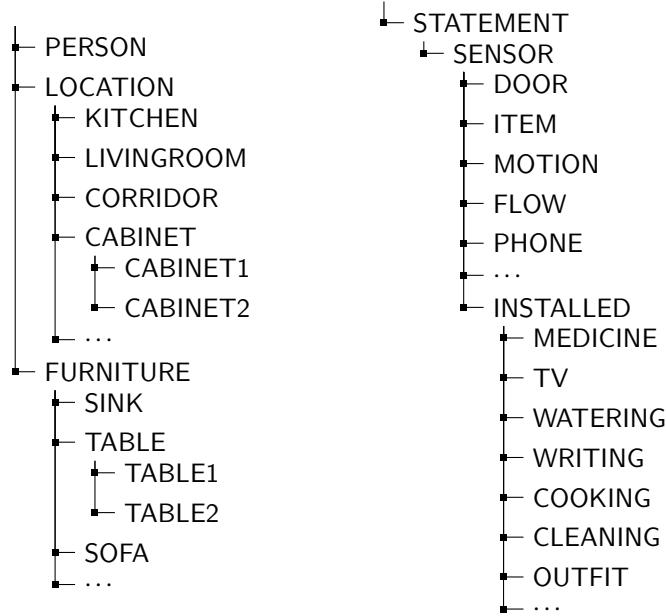 PERSON
LOCATION
KITCHEN
LIVINGROOM
CORRIDOR
CABINET
CABINET1
CABINET2
...
FURNITURE
SINK
TABLE
TABLE1
TABLE2
SOFA
...
STATEMENT
SENSOR
DOOR
ITEM
MOTION
FLOW
PHONE
...
INSTALLED
MEDICINE
TV
WATERING
WRITING
COOKING
CLEANING
OUTFIT
...